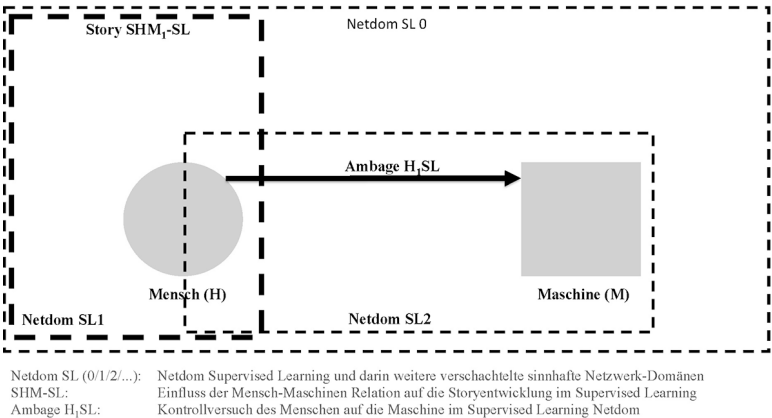 Netdom SL 0
Story SHM₁-SL
Ambage H₁SL
Mensch (H)
Maschine (M)
Netdom SL1
Netdom SL2
Netdom SL (0/1/2/...): Netdom Supervised Learning und darin weitere verschachtelte sinnhafte Netzwerk-Domänen
SHM-SL: Einfluss der Mensch-Maschinen Relation auf die Storyentwicklung im Supervised Learning
Ambage H₁SL: Kontrollversuch des Menschen auf die Maschine im Supervised Learning Netdom